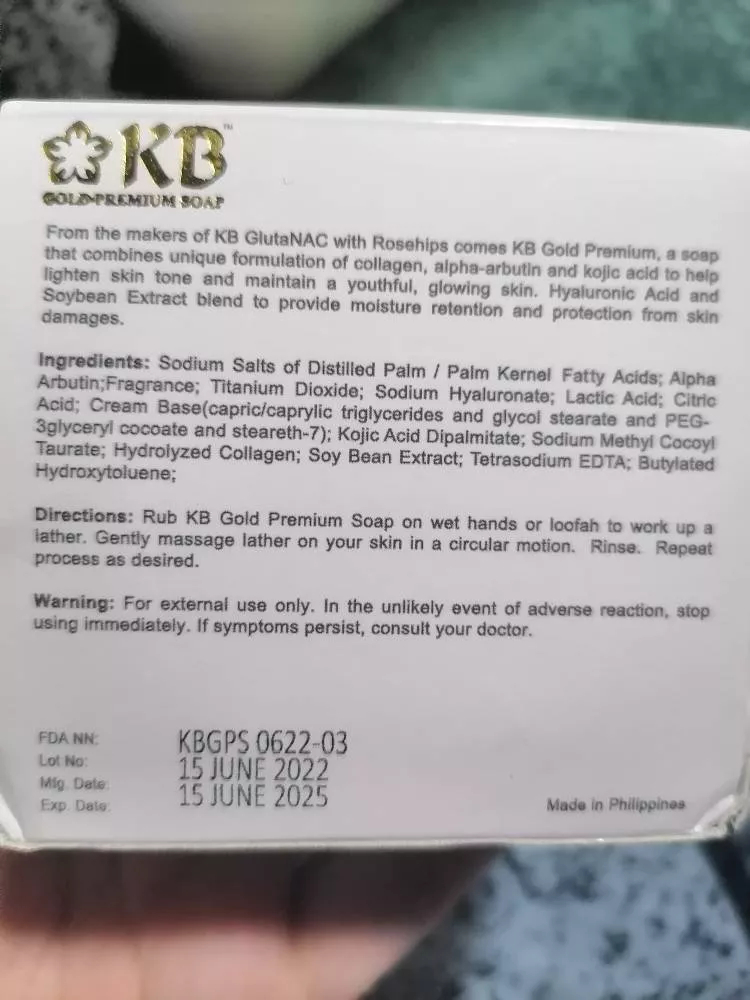 KB™
GOLD-PREMIUM SOAP
From the makers of KB GlutaNAC with Rosehips comes KB Gold Premium, a soap
that combines unique formulation of collagen, alpha-arbutin and kojic acid to help
lighten skin tone and maintain a youthful, glowing skin. Hyaluronic Acid and
Soybean Extract blend to provide moisture retention and protection from skin
damages.
Ingredients: Sodium Salts of Distilled Palm / Palm Kernel Fatty Acids; Alpha
Arbutin;Fragrance; Titanium Dioxide; Sodium Hyaluronate; Lactic Acid; Citric
Acid; Cream Base(capric/caprylic triglycerides and glycol stearate and PEG-
3glyceryl cocoate and steareth-7); Kojic Acid Dipalmitate; Sodium Methyl Cocoyl
Taurate; Hydrolyzed Collagen; Soy Bean Extract; Tetrasodium EDTA; Butylated
Hydroxytoluene;
Directions: Rub KB Gold Premium Soap on wet hands or loofah to work up a
lather. Gently massage lather on your skin in a circular motion. Rinse. Repeat
process as desired.
Warning: For external use only. In the unlikely event of adverse reaction, stop
using immediately. If symptoms persist, consult your doctor.
FDA NN: KBGPS 0622-03
Lot No: 15 JUNE 2022
Mfg. Date: 15 JUNE 2025
Exp. Date:
Made in Philippines